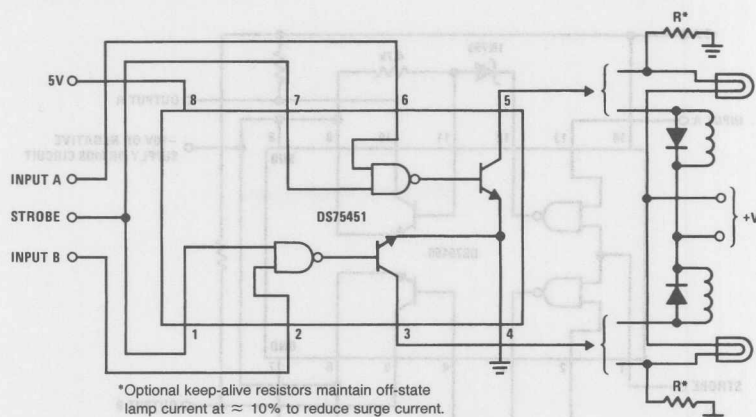 R*
5V
8 7 6 5
INPUT A
STROBE
INPUT B
DS75451
+V
1 2 3 4
R*
*Optional keep-alive resistors maintain off-state
lamp current at ≈ 10% to reduce surge current.